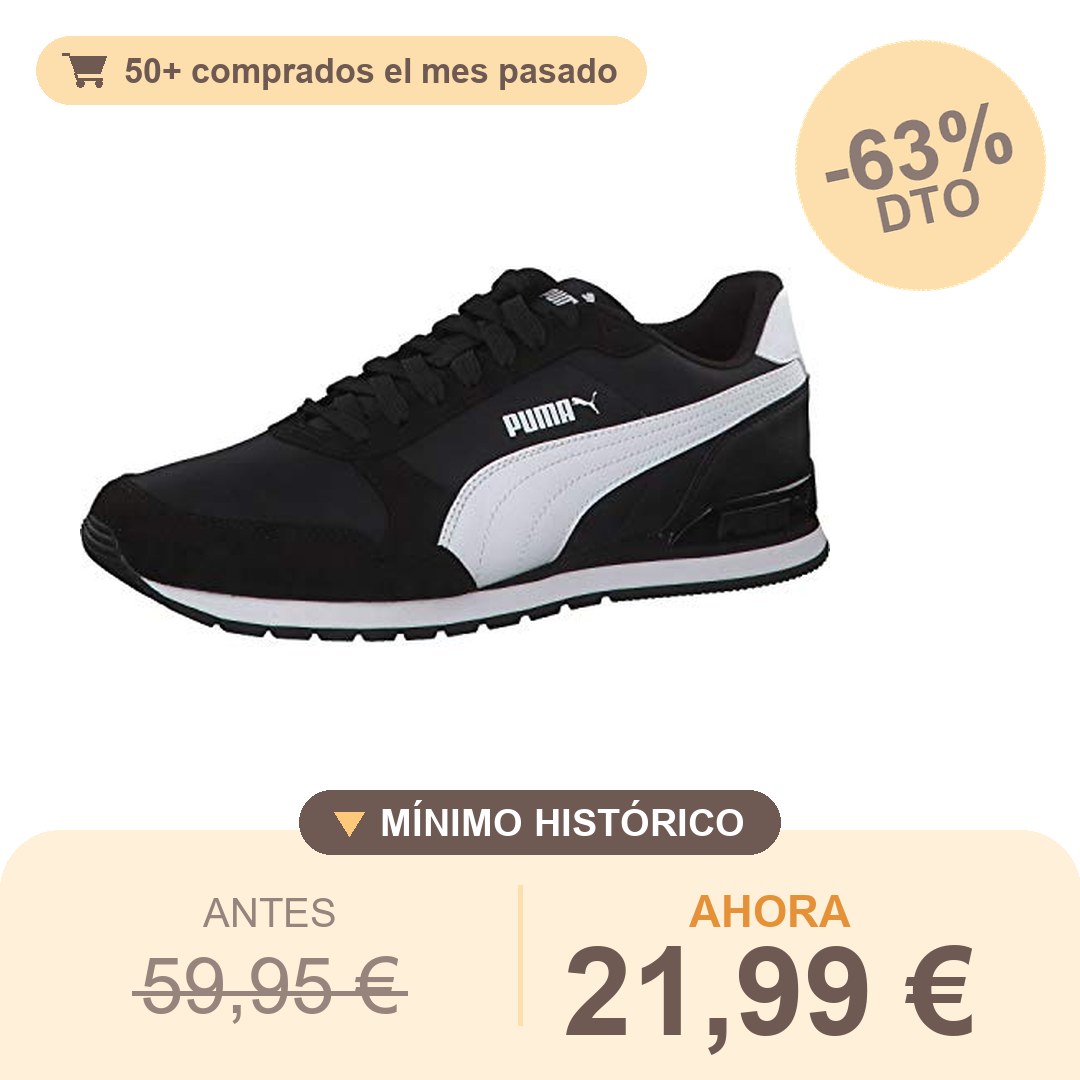 50+ comprados el mes pasado
-63%
DTO
PUMA
MÍNIMO HISTÓRICO
ANTES
AHORA
59,95 €
21,99 €